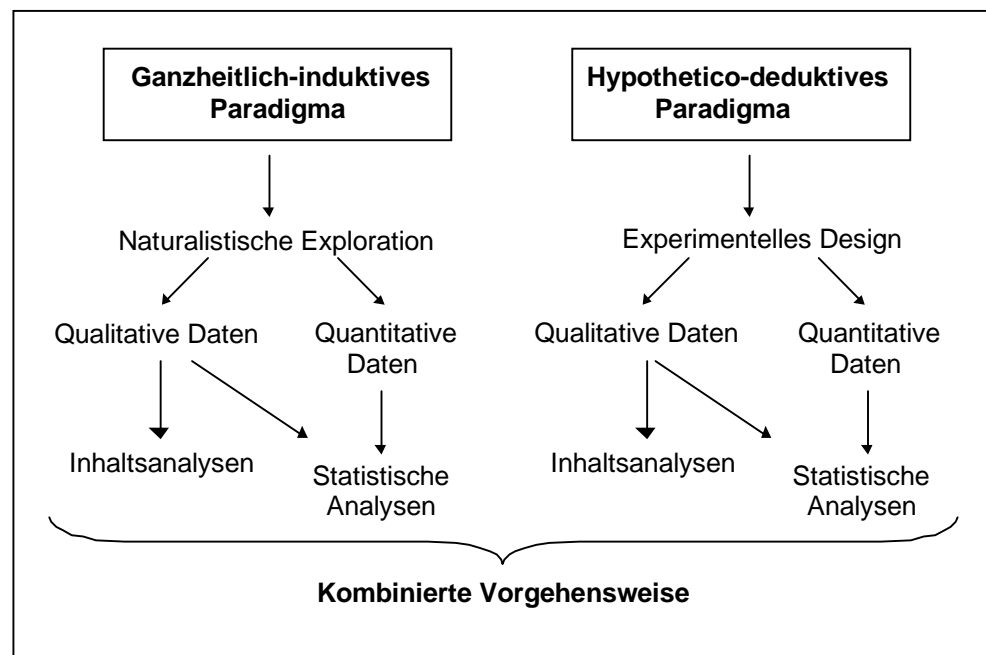 Ganzheitlich-induktives
Paradigma
Hypothetico-deduktives
Paradigma
Naturalistische Exploration
Experimentelles Design
Qualitative Daten
Quantitative
Daten
Qualitative Daten
Quantitative
Daten
Inhaltsanalysen
Statistische
Analysen
Inhaltsanalysen
Statistische
Analysen
Kombinierte Vorgehensweise